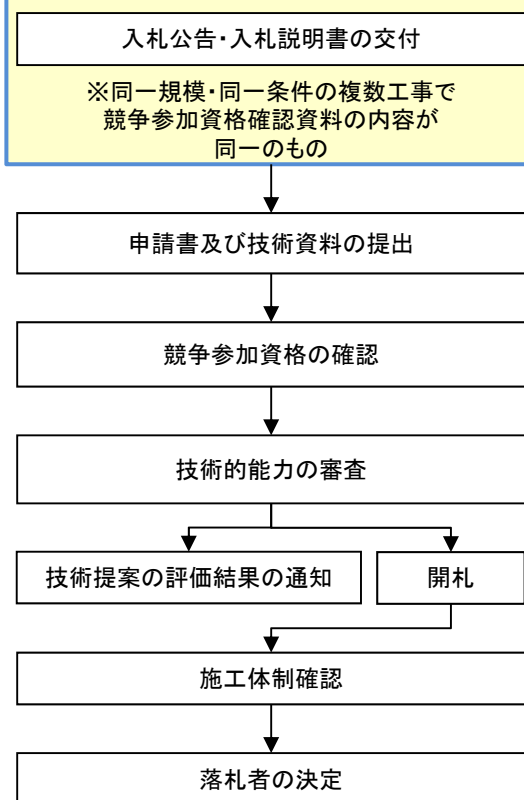 入札公告・入札説明書の交付
※同一規模・同一条件の複数工事で
競争参加資格確認資料の内容が
同一のもの
申請書及び技術資料の提出
競争参加資格の確認
技術的能力の審査
技術提案の評価結果の通知
開札
施工体制確認
落札者の決定